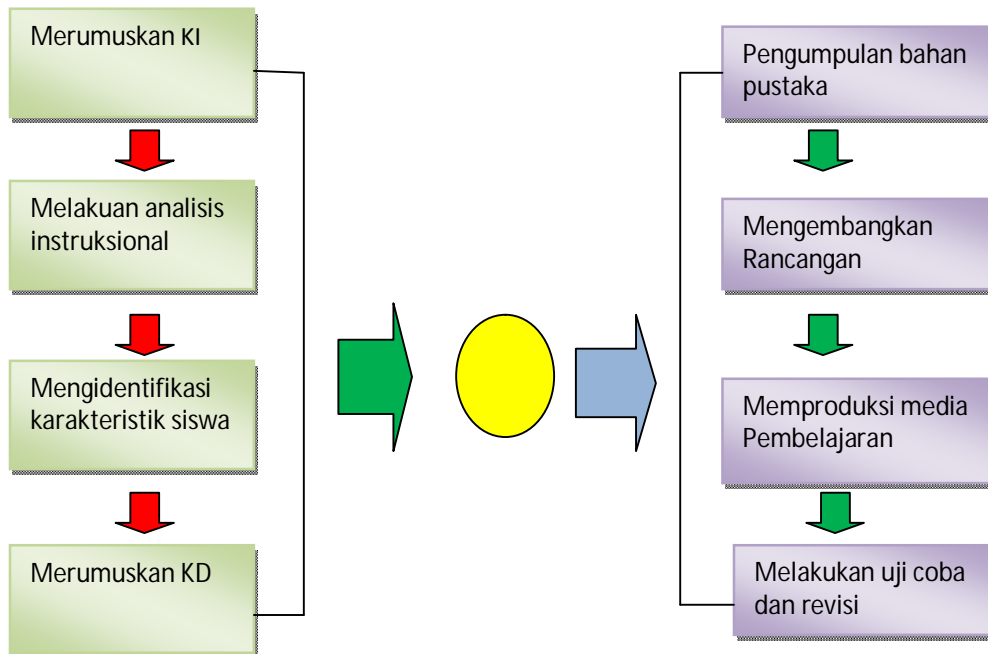 Merumuskan KI
Melakuan analisis
instruksional
Mengidentifikasi
karakteristik siswa
Merumuskan KD
Pengumpulan bahan
pustaka
Mengembangkan
Rancangan
Memproduksi media
Pembelajaran
Melakukan uji coba
dan revisi